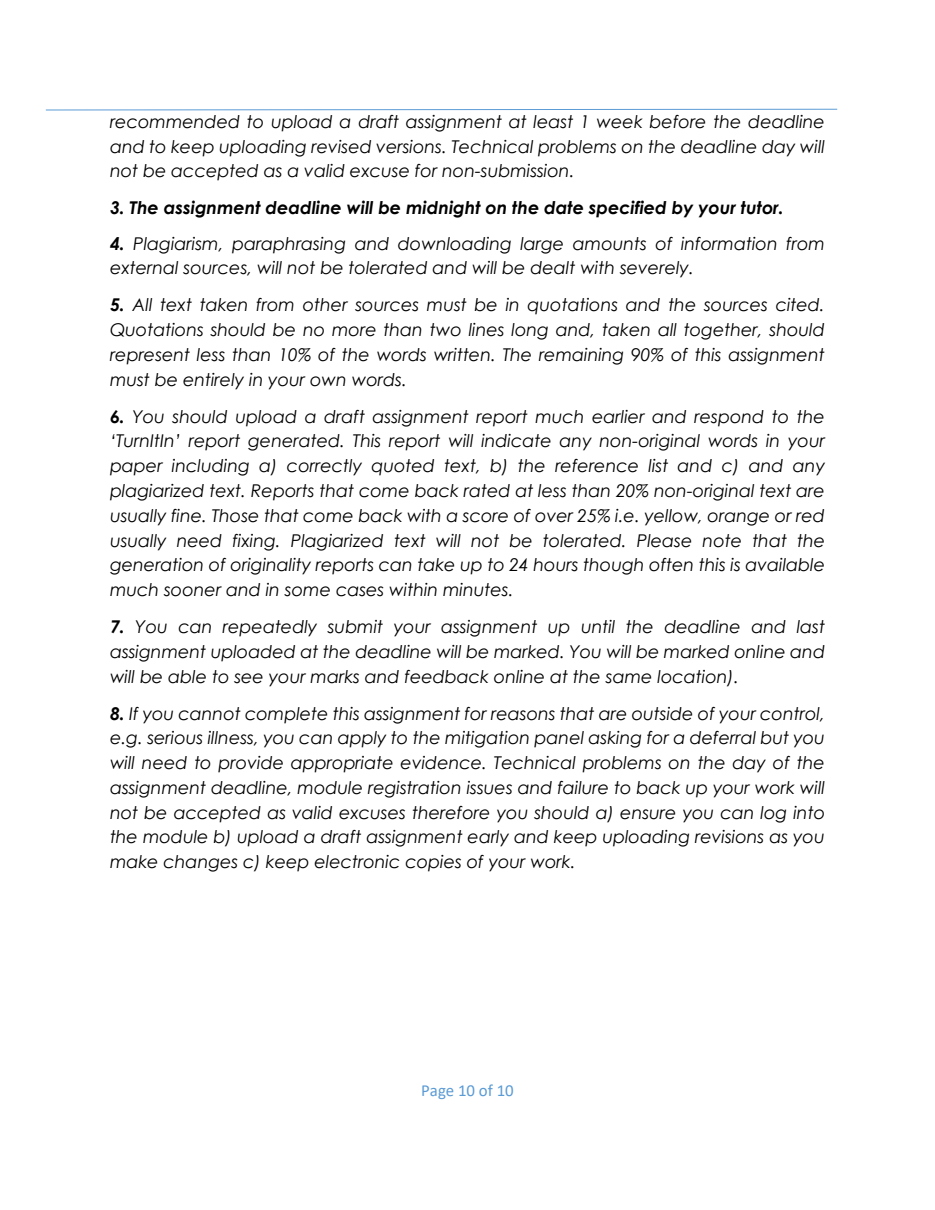 recommended to upload a draft assignment at least 1 week before the deadline
and to keep uploading revised versions. Technical problems on the deadline day will
not be accepted as a valid excuse for non-submission.
3. The assignment deadline will be midnight on the date specified by your tutor.
4. Plagiarism, paraphrasing and downloading large amounts of information from
external sources, will not be tolerated and will be dealt with severely.
5. All text taken from other sources must be in quotations and the sources cited.
Quotations should be no more than two lines long and, taken all together, should
represent less than 10% of the words written. The remaining 90% of this assignment
must be entirely in your own words.
6. You should upload a draft assignment report much earlier and respond to the
‘TurnItIn’ report generated. This report will indicate any non-original words in your
paper including a) correctly quoted text, b) the reference list and c) and any
plagiarized text. Reports that come back rated at less than 20% non-original text are
usually fine. Those that come back with a score of over 25% i.e. yellow, orange or red
usually need fixing. Plagiarized text will not be tolerated. Please note that the
generation of originality reports can take up to 24 hours though often this is available
much sooner and in some cases within minutes.
7. You can repeatedly submit your assignment up until the deadline and last
assignment uploaded at the deadline will be marked. You will be marked online and
will be able to see your marks and feedback online at the same location).
8. If you cannot complete this assignment for reasons that are outside of your control,
e.g. serious illness, you can apply to the mitigation panel asking for a deferral but you
will need to provide appropriate evidence. Technical problems on the day of the
assignment deadline, module registration issues and failure to back up your work will
not be accepted as valid excuses therefore you should a) ensure you can log into
the module b) upload a draft assignment early and keep uploading revisions as you
make changes c) keep electronic copies of your work.
Page 10 of 10